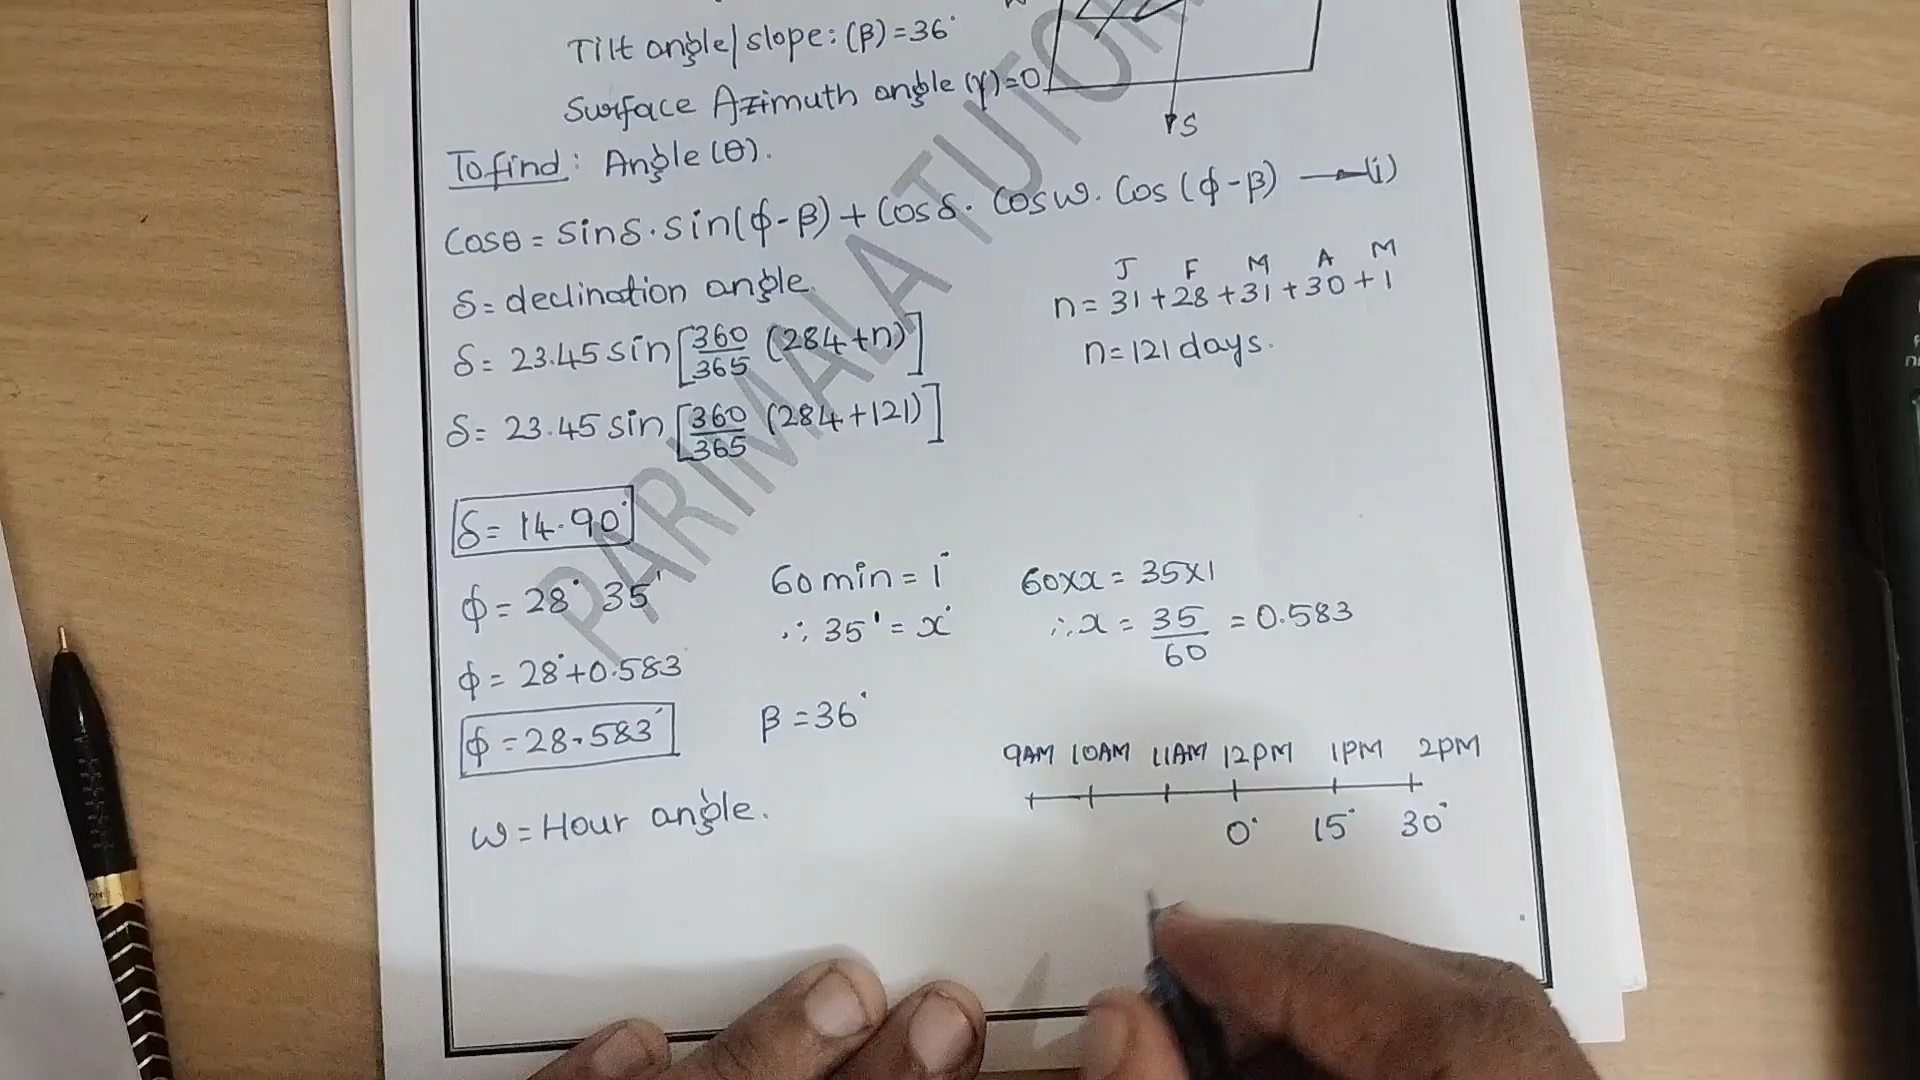 Tilt angle/slope: (β) = 36°
Surface Azimuth angle (γ) = 0
S
To find: Angle (θ).
Cosθ = sinδ. sin(ϕ-β) + Cosδ. Cosω. Cos(ϕ-β) —(i)
δ = declination angle.
J F M A M
n = 31 + 28 + 31 + 30 + 1
δ = 23.45 sin[360/365 (284+n)]
n = 121 days.
δ = 23.45 sin[360/365 (284+121)]
δ = 14.90°
ϕ = 28° 35'
60 min = 1°
60×x = 35×1
∴ 35' = x°
∴ x = 35/60 = 0.583
ϕ = 28°+0.583
ϕ = 28.583°
β = 36°
9AM 10AM 11AM 12PM 1PM 2PM
0° 15° 30°
ω = Hour angle.
PARIMALA TUTOR